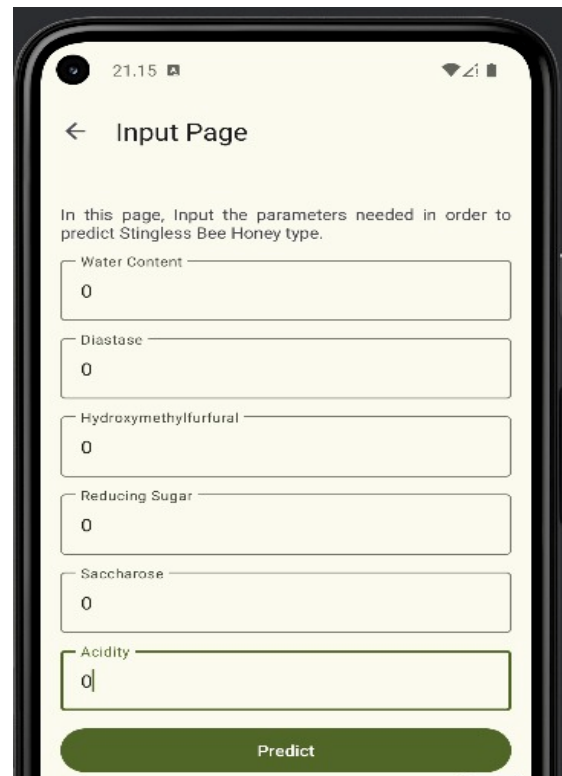 21.15
Input Page
In this page, Input the parameters needed in order to
predict Stingless Bee Honey type.
Water Content
0
Diastase
0
Hydroxymethylfurfural
0
Reducing Sugar
0
Saccharose
0
Acidity
0
Predict